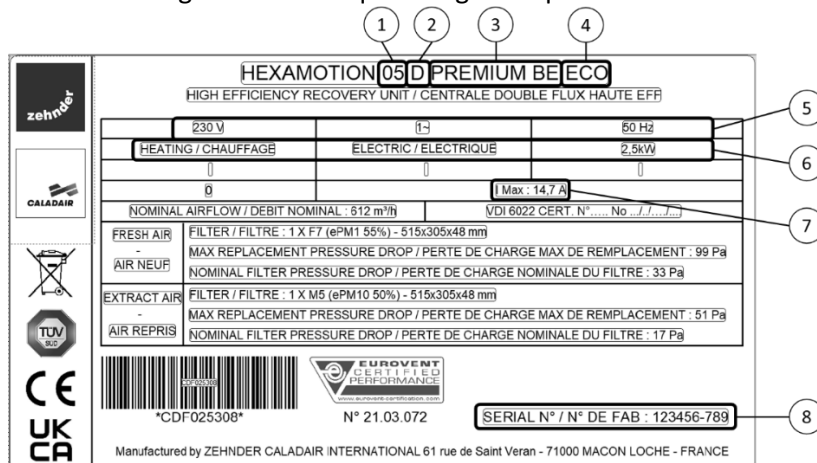 1 2 3 4
HEXAMOTION 05 D PREMIUM BE ECO
HIGH EFFICIENCY RECOVERY UNIT / CENTRALE DOUBLE FLUX HAUTE EFF
zehnder
230 V 1~ 50 Hz
5
HEATING / CHAUFFAGE ELECTRIC / ELECTRIQUE 2,5kW
6
0 I Max : 14,7 A
CALADAIR
NOMINAL AIRFLOW / DEBIT NOMINAL : 612 m³/h VDI 6022 CERT. N°..... No ../../....
7
FRESH AIR
-
AIR NEUF
FILTER / FILTRE : 1 X F7 (ePM1 55%) - 515x305x48 mm
MAX REPLACEMENT PRESSURE DROP / PERTE DE CHARGE MAX DE REMPLACEMENT : 99 Pa
NOMINAL FILTER PRESSURE DROP / PERTE DE CHARGE NOMINALE DU FILTRE : 33 Pa
EXTRACT AIR
-
AIR REPRIS
FILTER / FILTRE : 1 X M5 (ePM10 50%) - 515x305x48 mm
MAX REPLACEMENT PRESSURE DROP / PERTE DE CHARGE MAX DE REMPLACEMENT : 51 Pa
NOMINAL FILTER PRESSURE DROP / PERTE DE CHARGE NOMINALE DU FILTRE : 17 Pa
TÜV
SÜD
CE
UK
CA
CDF025308
*CDF025308*
EUROVENT
CERTIFIED
PERFORMANCE
www.eurovent-certification.com
N° 21.03.072
SERIAL N° / N° DE FAB : 123456-789
8
Manufactured by ZEHNDER CALADAIR INTERNATIONAL 61 rue de Saint Veran - 71000 MACON LOCHE - FRANCE